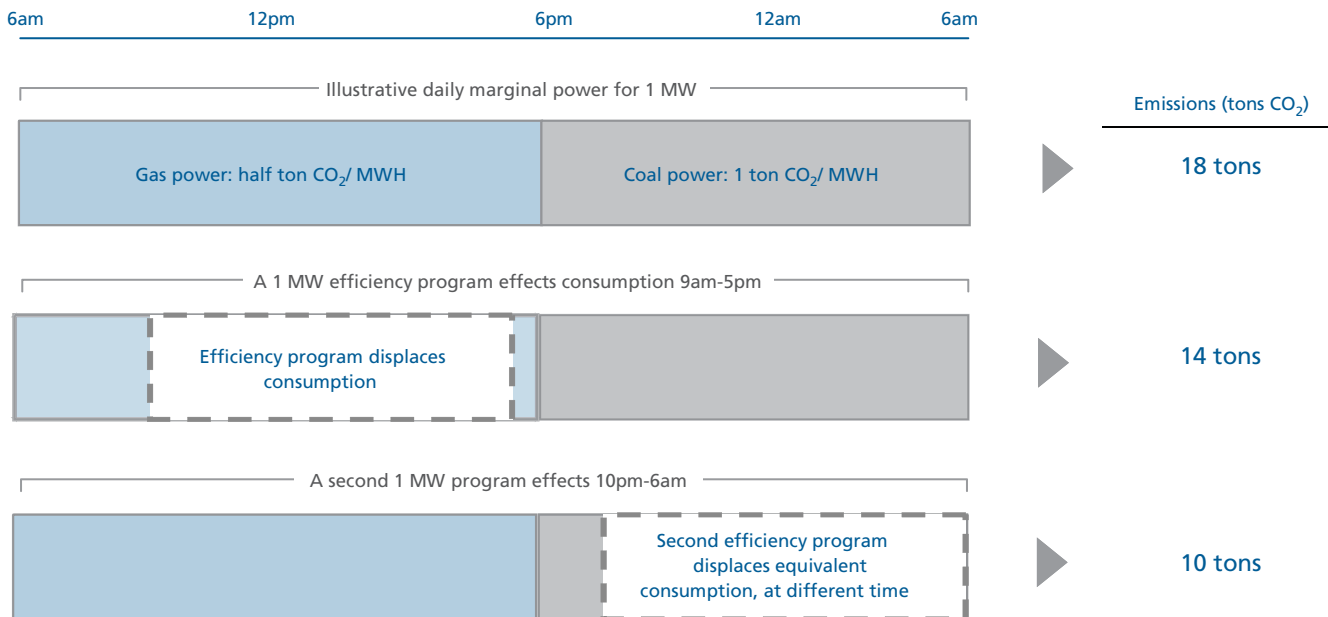 6am 12pm 6pm 12am 6am
Illustrative daily marginal power for 1 MW
Emissions (tons CO₂)
Gas power: half ton CO₂/ MWH
Coal power: 1 ton CO₂/ MWH
18 tons
A 1 MW efficiency program effects consumption 9am-5pm
Efficiency program displaces
consumption
14 tons
A second 1 MW program effects 10pm-6am
Second efficiency program
displaces equivalent
consumption, at different time
10 tons